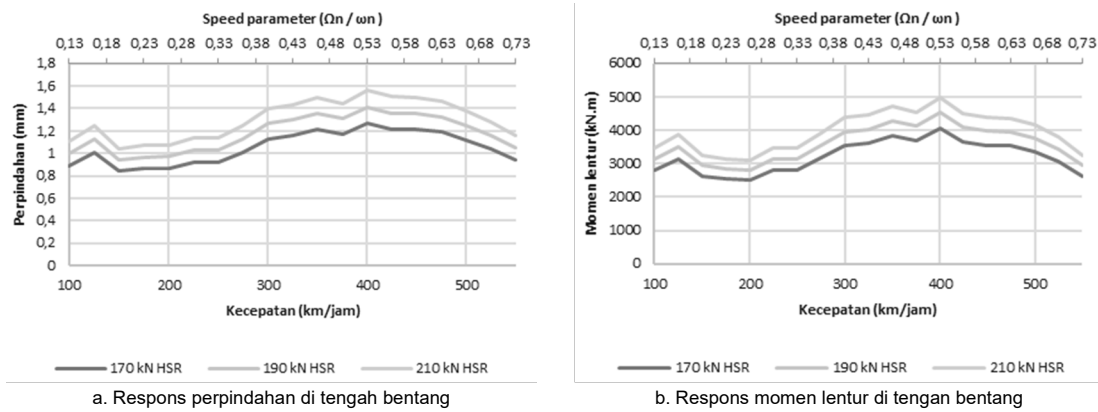 Speed parameter (Ωn / ωn)
0,13 0,18 0,23 0,28 0,33 0,38 0,43 0,48 0,53 0,58 0,63 0,68 0,73
1,8
1,6
1,4
1,2
1
0,8
0,6
0,4
0,2
0
Perpindahan (mm)
100 200 300 400 500
Kecepatan (km/jam)
170 kN HSR 190 kN HSR 210 kN HSR
a. Respons perpindahan di tengah bentang
Speed parameter (Ωn / ωn )
0,13 0,18 0,23 0,28 0,33 0,38 0,43 0,48 0,53 0,58 0,63 0,68 0,73
6000
5000
4000
3000
2000
1000
0
Momen lentur (kN.m)
100 200 300 400 500
Kecepatan (km/jam)
170 kN HSR 190 kN HSR 210 kN HSR
b. Respons momen lentur di tengan bentang